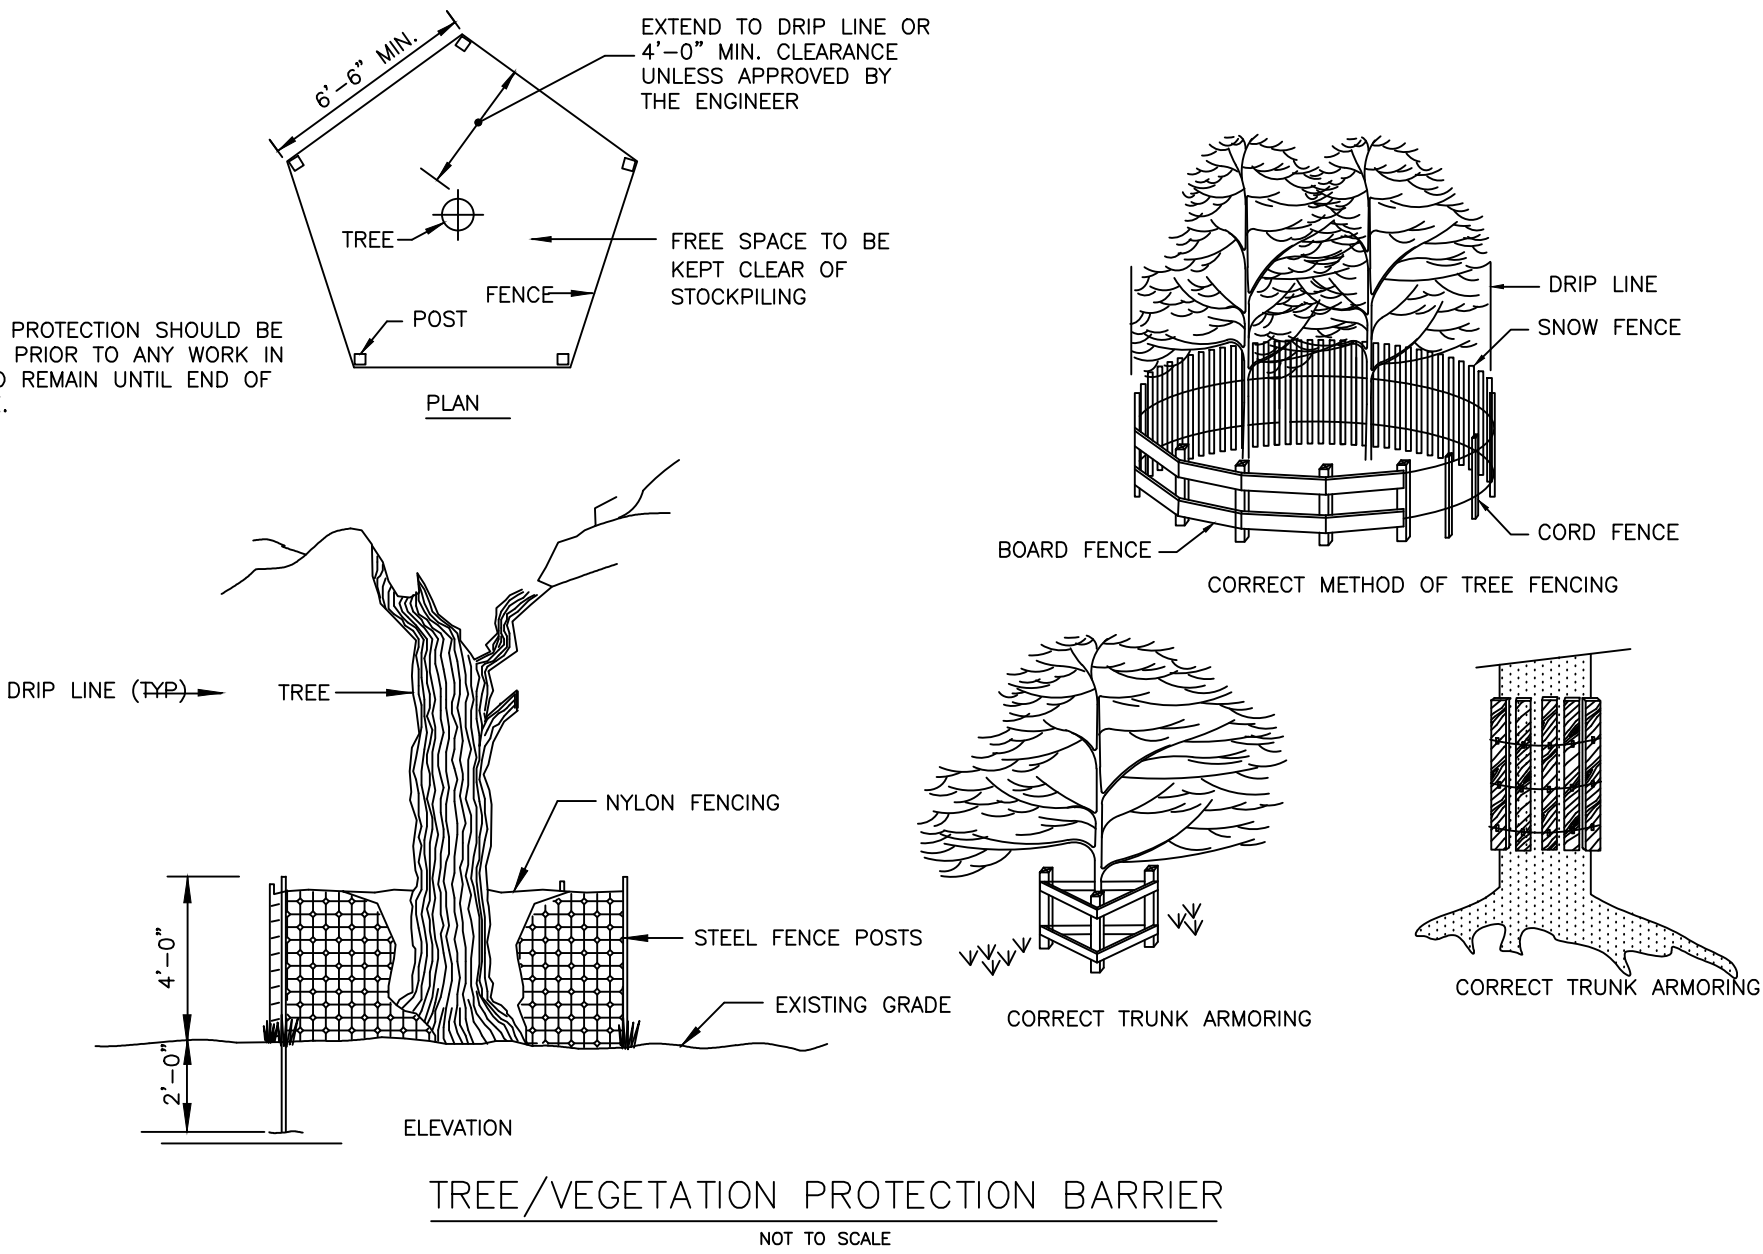 6'-6" MIN.
EXTEND TO DRIP LINE OR
4'-0" MIN. CLEARANCE
UNLESS APPROVED BY
THE ENGINEER
TREE
FREE SPACE TO BE
KEPT CLEAR OF
STOCKPILING
FENCE
POST
PROTECTION SHOULD BE
PRIOR TO ANY WORK IN
REMAIN UNTIL END OF
PLAN
DRIP LINE
SNOW FENCE
CORD FENCE
BOARD FENCE
CORRECT METHOD OF TREE FENCING
DRIP LINE (TYP)
TREE
NYLON FENCING
4'-0"
STEEL FENCE POSTS
EXISTING GRADE
2'-0"
ELEVATION
CORRECT TRUNK ARMORING
CORRECT TRUNK ARMORING
TREE/VEGETATION PROTECTION BARRIER
NOT TO SCALE